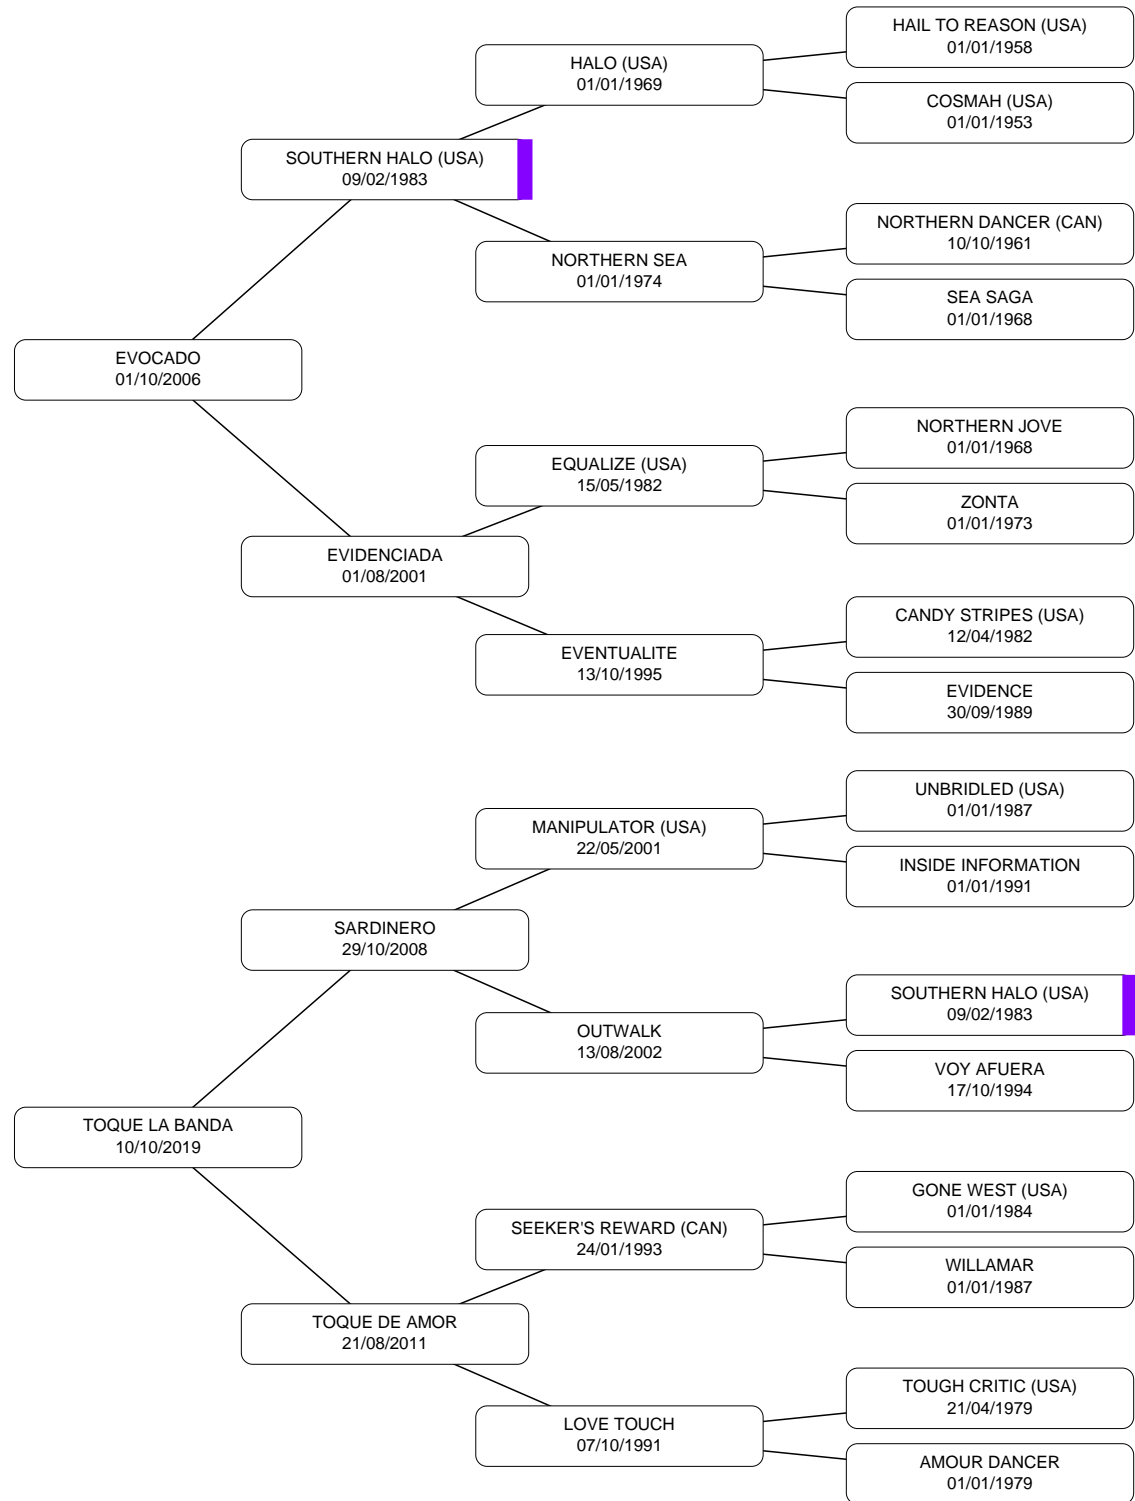 HAIL TO REASON (USA)
01/01/1958
HALO (USA)
01/01/1969
COSMAH (USA)
01/01/1953
SOUTHERN HALO (USA)
09/02/1983
NORTHERN DANCER (CAN)
10/10/1961
NORTHERN SEA
01/01/1974
SEA SAGA
01/01/1968
EVOCADO
01/10/2006
NORTHERN JOVE
01/01/1968
EQUALIZE (USA)
15/05/1982
ZONTA
01/01/1973
EVIDENCIADA
01/08/2001
CANDY STRIPES (USA)
12/04/1982
EVENTUALITE
13/10/1995
EVIDENCE
30/09/1989
UNBRIDLED (USA)
01/01/1987
MANIPULATOR (USA)
22/05/2001
INSIDE INFORMATION
01/01/1991
SARDINERO
29/10/2008
SOUTHERN HALO (USA)
09/02/1983
OUTWALK
13/08/2002
VOY AFUERA
17/10/1994
TOQUE LA BANDA
10/10/2019
GONE WEST (USA)
01/01/1984
SEEKER'S REWARD (CAN)
24/01/1993
WILLAMAR
01/01/1987
TOQUE DE AMOR
21/08/2011
TOUGH CRITIC (USA)
21/04/1979
LOVE TOUCH
07/10/1991
AMOUR DANCER
01/01/1979